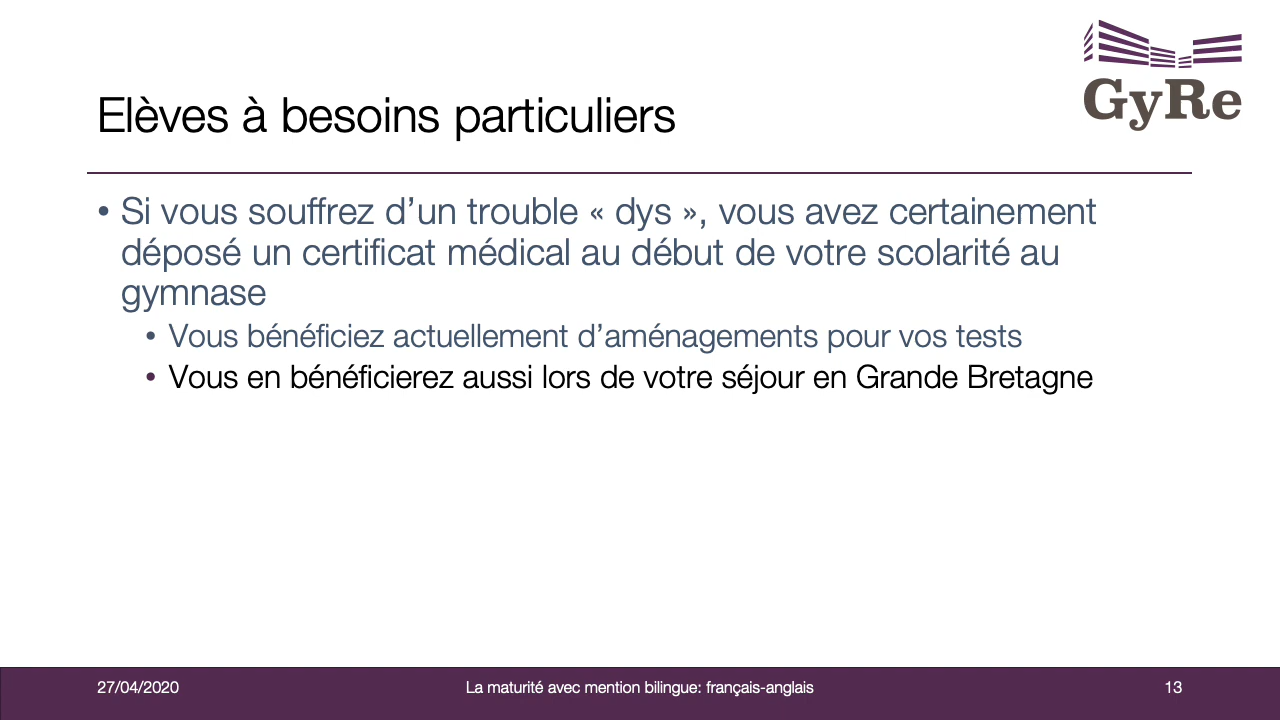 GyRe
Elèves à besoins particuliers
• Si vous souffrez d’un trouble « dys », vous avez certainement
déposé un certificat médical au début de votre scolarité au
gymnase
• Vous bénéficiez actuellement d’aménagements pour vos tests
• Vous en bénéficierez aussi lors de votre séjour en Grande Bretagne
27/04/2020
La maturité avec mention bilingue: français-anglais
13